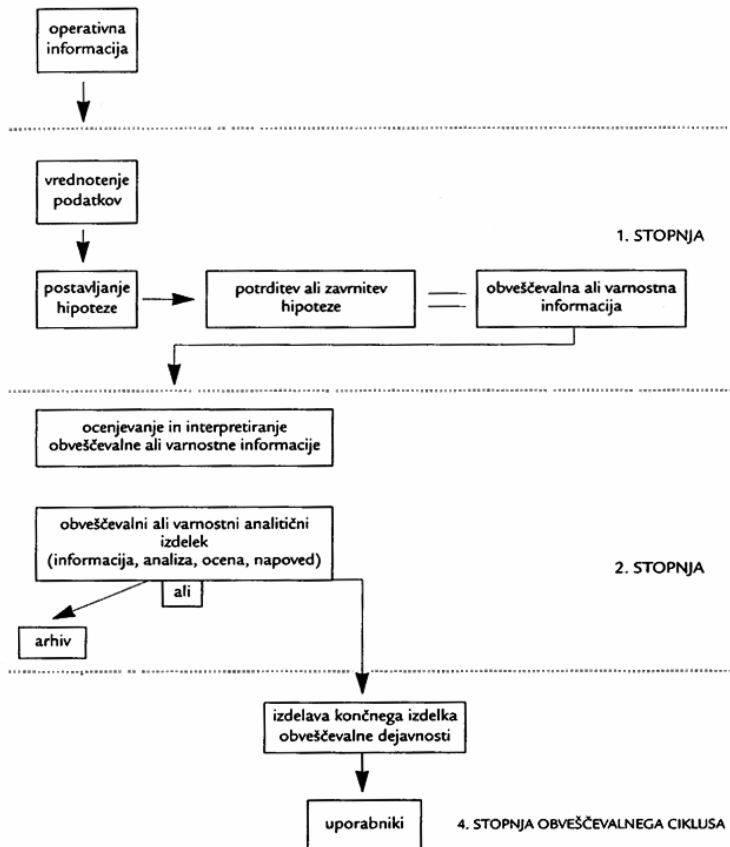 operativna
informacija
vrednotenje
podatkov
1. STOPNJA
postavljanje
hipoteze
potrditev ali zavrnitev
hipoteze
obveščevalna ali varnostna
informacija
ocenjevanje in interpretiranje
obveščevalne ali varnostne informacije
obveščevalni ali varnostni analitični
izdelek
(informacija, analiza, ocena, napoved)
2. STOPNJA
ali
arhiv
izdelava končnega izdelka
obveščevalne dejavnosti
uporabniki
4. STOPNJA OBVEŠČEVALNEGA CIKLUSA